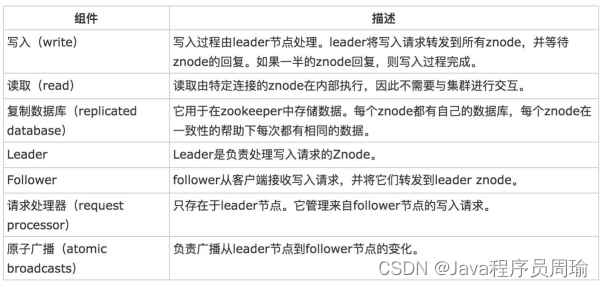 组件 描述
写入（write） 写入过程由leader节点处理。leader将写入请求转发到所有znode，并等待
znode的回复。如果一半的znode回复，则写入过程完成。
读取（read） 读取由特定连接的znode在内部执行，因此不需要与集群进行交互。
复制数据库（replicated
database） 它用于在zookeeper中存储数据。每个znode都有自己的数据库，每个znode在
一致性的帮助下每次都有相同的数据。
Leader Leader是负责处理写入请求的Znode。
Follower follower从客户端接收写入请求，并将它们转发到leader znode。
请求处理器（request
processor） 只存在于leader节点。它管理来自follower节点的写入请求。
原子广播（atomic
broadcasts） 负责广播从leader节点到follower节点的变化。
CSDN @Java程序员周瑜